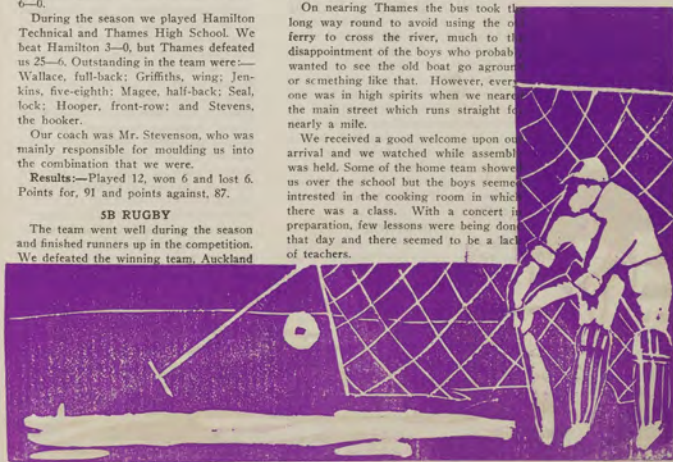 6—0.
During the season we played Hamilton
Technical and Thames High School. We
beat Hamilton 3—0, but Thames defeated
us 25—6. Outstanding in the team were:—
Wallace, full-back; Griffiths, wing; Jen-
kins, five-eighth; Magee, half-back; Seal,
lock; Hooper, front-row; and Stevens,
the hooker.
Our coach was Mr. Stevenson, who was
mainly responsible for moulding us into
the combination that we were.
Results:—Played 12, won 6 and lost 6.
Points for, 91 and points against, 87.
5B RUGBY
The team went well during the season
and finished runners up in the competition.
We defeated the winning team, Auckland
On nearing Thames the bus took th
long way round to avoid using the o
ferry to cross the river, much to th
disappointment of the boys who probabl
wanted to see the old boat go agroun
or something like that. However, every
one was in high spirits when we neare
the main street which runs straight fo
nearly a mile.
We received a good welcome upon ou
arrival and we watched while assembl
was held. Some of the home team showe
us over the school but the boys seeme
intrested in the cooking room in which
there was a class. With a concert in
preparation, few lessons were being done
that day and there seemed to be a lack
of teachers.